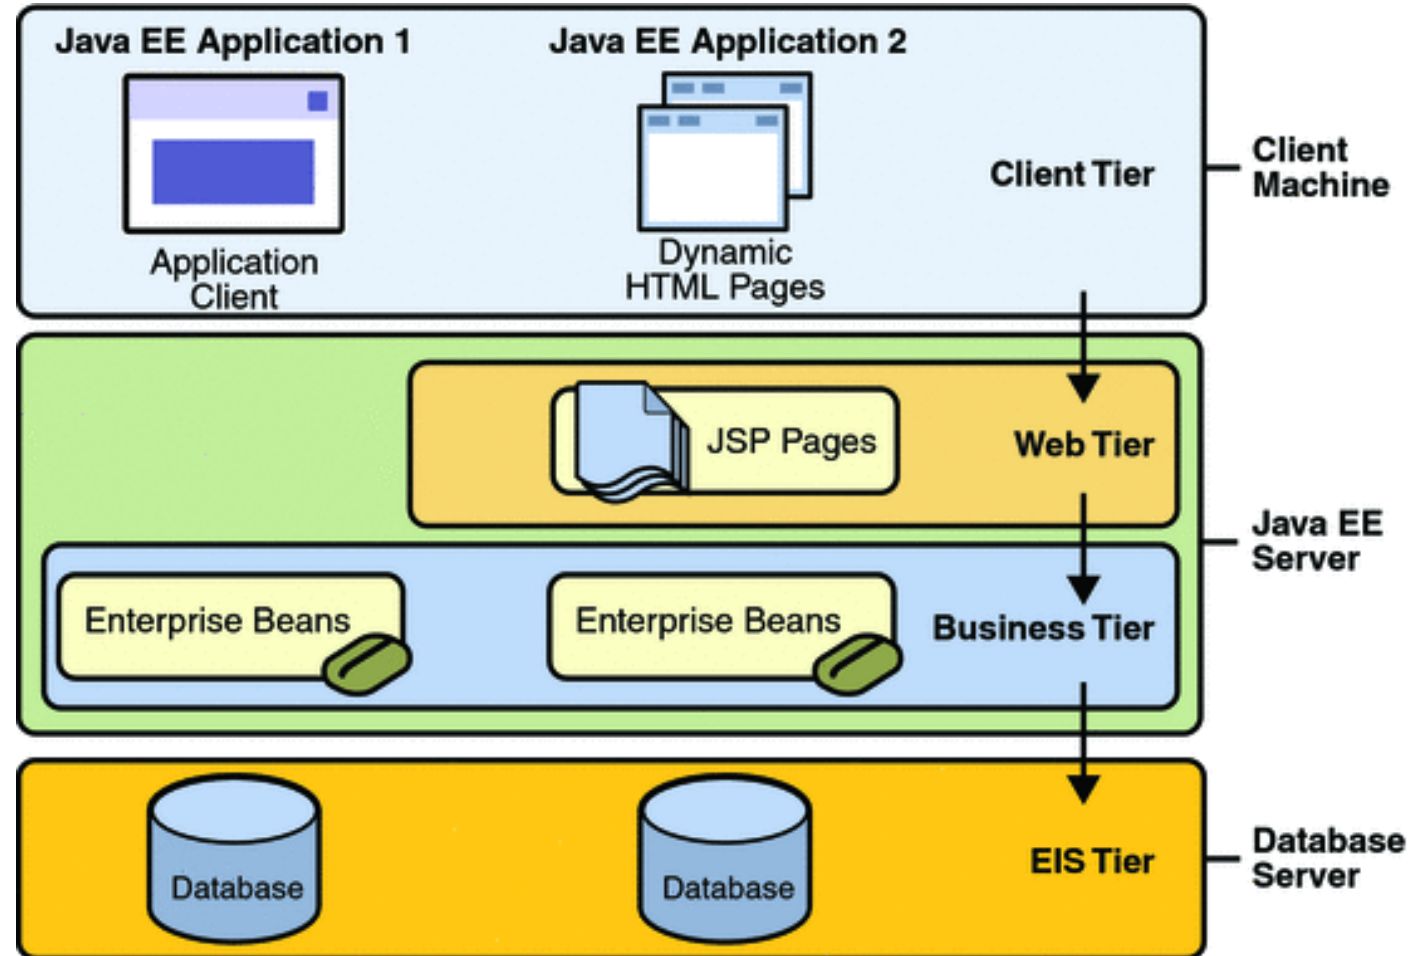 Java EE Application 1
Java EE Application 2
Application
Client
Dynamic
HTML Pages
Client Tier
Client
Machine
JSP Pages
Web Tier
Java EE
Server
Enterprise Beans
Enterprise Beans
Business Tier
Database
Database
EIS Tier
Database
Server